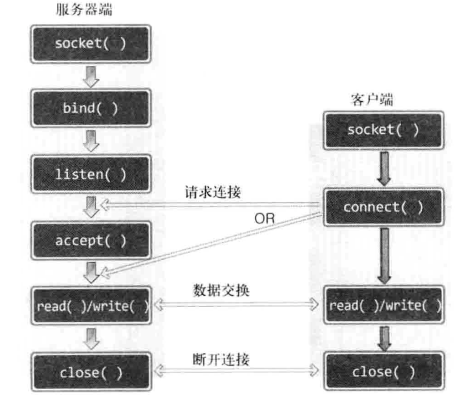 服务器端
socket( )
bind( )
客户端
socket( )
listen( )
请求连接
connect( )
OR
accept( )
数据交换
read( )/write( )
read( )/write( )
断开连接
close( )
close( )